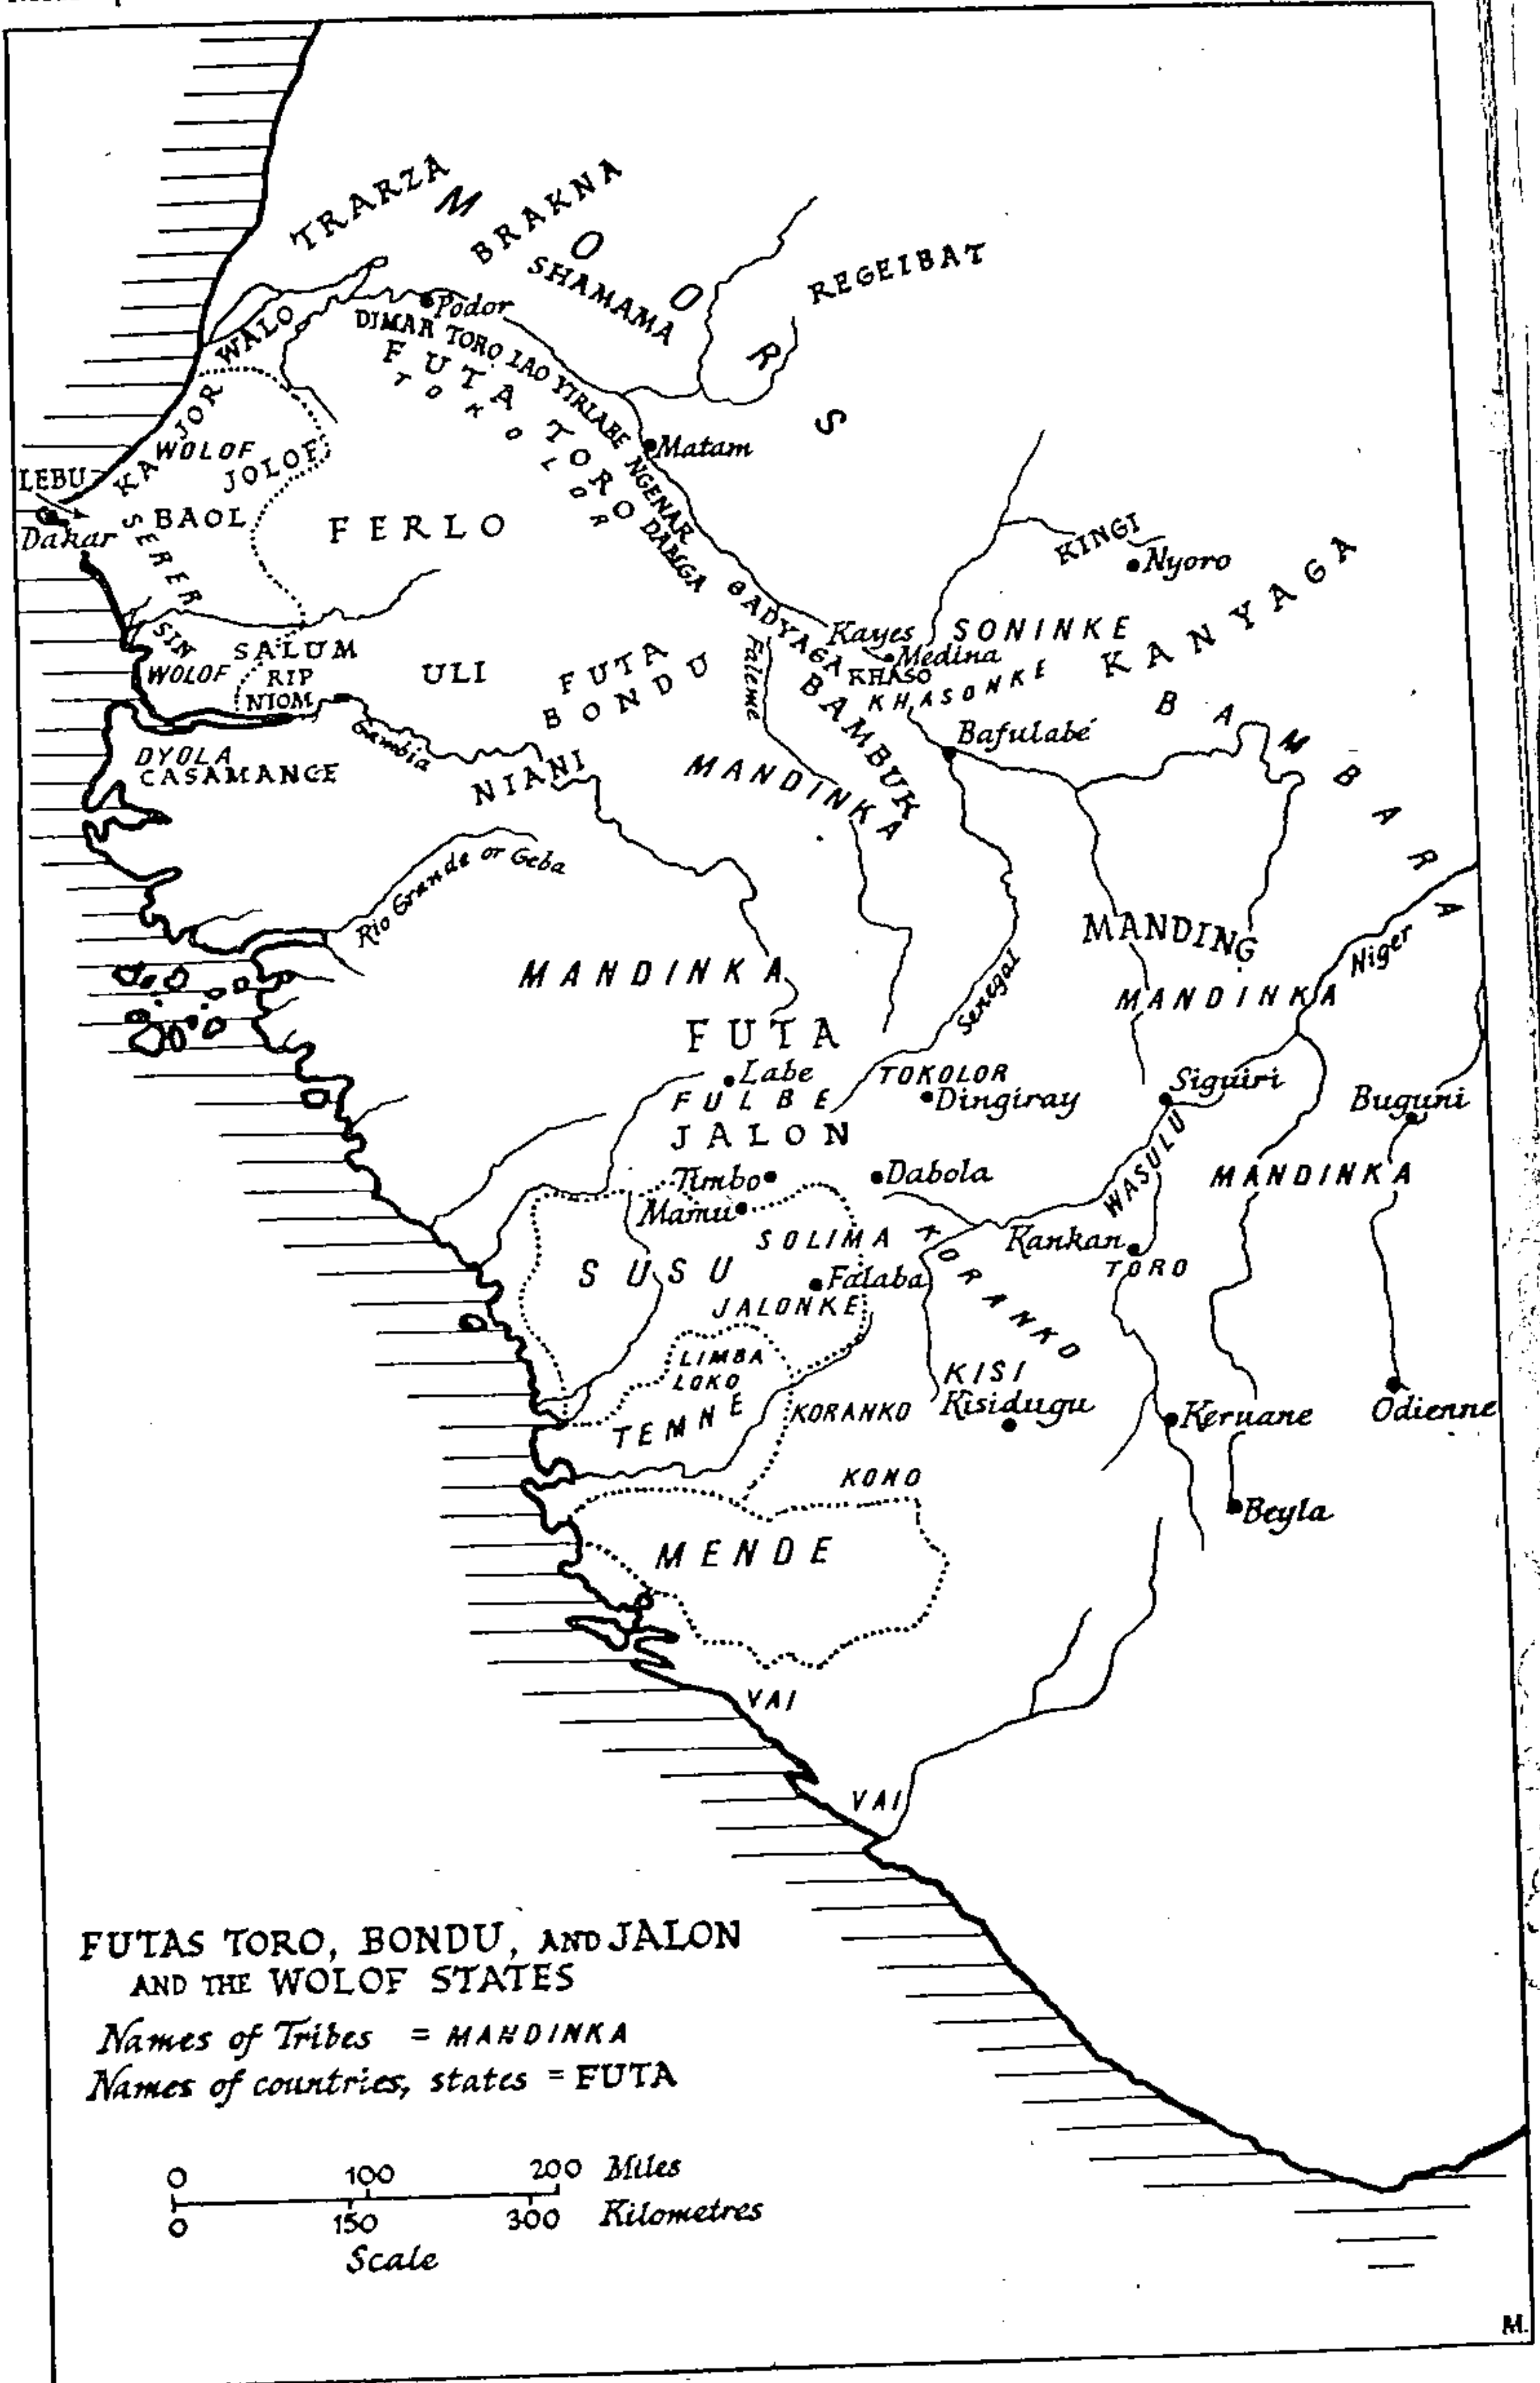 TRARZA
MOORS
BRAKNA
SHAMAMA
REGEIBAT
Podor
WALO
DIMAR TORO LAO YIRLABE NGENAR DAMGA
FUTA TORO
TOKOLOR
Matam
KAJOR
WOLOF
JOLOF
LEBU
BAOL
Dakar
SERER
FERLO
KINGI
Nyoro
KANYAGA
GADYAGA
Kayes
SONINKE
Medina
KHASO
KHASONKE
SIN
SALUM
WOLOF
RIP
NIOM
ULI
FUTA
BONDU
Faleme
BAMBUK
BAMBARA
Bafulabé
Gambia
DYOLA
CASAMANCE
NIANI
MANDINKA
Rio Grande or Geba
MANDING
Niger
MANDINKA
MANDINKA
Senegal
FUTA
Labe
TOKOLOR
Dingiray
FULBE
JALON
Siguiri
Buguni
WASULU
MANDINKA
Timbo
Dabola
Mamu
SOLIMA
KORANKO
Kankan
TORO
SUSU
Falaba
JALONKE
LIMBA
LOKO
TEMNE
KORANKO
KISI
Kisidugu
Keruane
Odienne
KONO
Beyla
MENDE
VAI
VAI
FUTAS TORO, BONDU, AND JALON
AND THE WOLOF STATES
Names of Tribes = MANDINKA
Names of countries, states = FUTA
0 100 200 Miles
0 150 300 Kilometres
Scale
M.